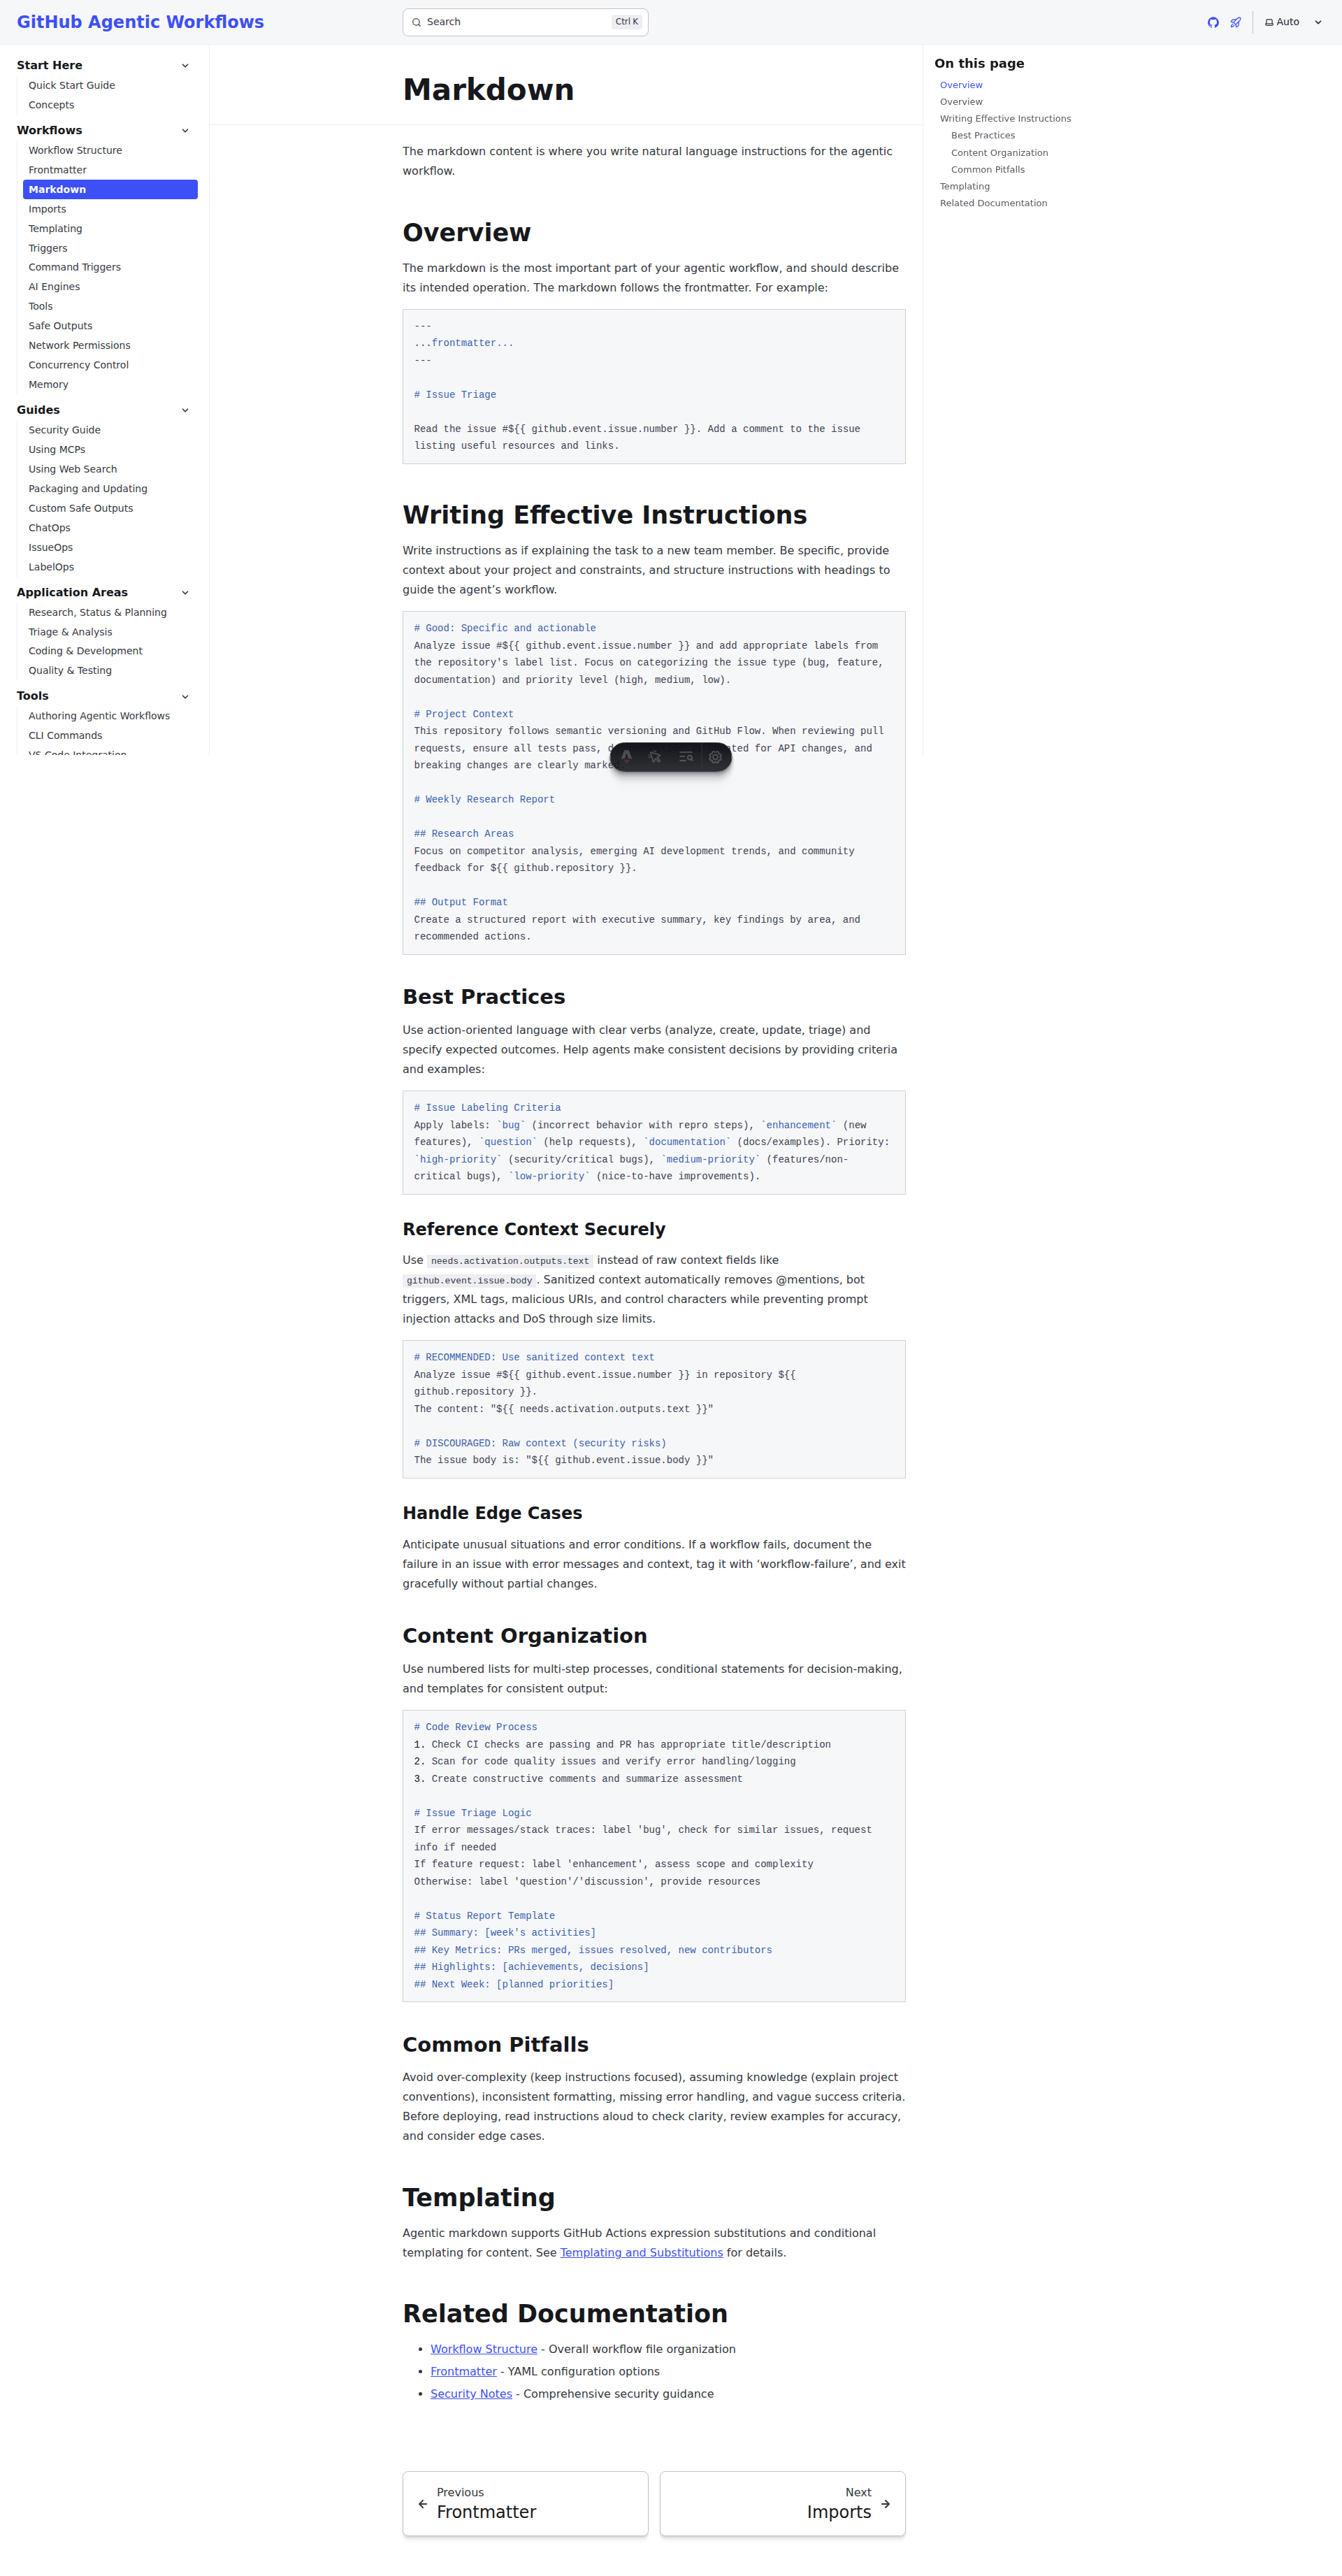 GitHub Agentic Workflows
Search
Ctrl K
Auto
Start Here
Quick Start Guide
Concepts
Workflows
Workflow Structure
Frontmatter
Markdown
Imports
Templating
Triggers
Command Triggers
AI Engines
Tools
Safe Outputs
Network Permissions
Concurrency Control
Memory
Guides
Security Guide
Using MCPs
Using Web Search
Packaging and Updating
Custom Safe Outputs
ChatOps
IssueOps
LabelOps
Application Areas
Research, Status & Planning
Triage & Analysis
Coding & Development
Quality & Testing
Tools
Authoring Agentic Workflows
CLI Commands
VS Code Integration
Markdown
The markdown content is where you write natural language instructions for the agentic
workflow.
Overview
The markdown is the most important part of your agentic workflow, and should describe
its intended operation. The markdown follows the frontmatter. For example:
---
...frontmatter...
---
# Issue Triage
Read the issue #${{ github.event.issue.number }}. Add a comment to the issue
listing useful resources and links.
Writing Effective Instructions
Write instructions as if explaining the task to a new team member. Be specific, provide
context about your project and constraints, and structure instructions with headings to
guide the agent’s workflow.
# Good: Specific and actionable
Analyze issue #${{ github.event.issue.number }} and add appropriate labels from
the repository's label list. Focus on categorizing the issue type (bug, feature,
documentation) and priority level (high, medium, low).
# Project Context
This repository follows semantic versioning and GitHub Flow. When reviewing pull
requests, ensure all tests pass, for API changes, and
breaking changes are clearly
# Weekly Research Report
## Research Areas
Focus on competitor analysis, emerging AI development trends, and community
feedback for ${{ github.repository }}.
## Output Format
Create a structured report with executive summary, key findings by area, and
recommended actions.
Best Practices
Use action-oriented language with clear verbs (analyze, create, update, triage) and
specify expected outcomes. Help agents make consistent decisions by providing criteria
and examples:
# Issue Labeling Criteria
Apply labels: `bug` (incorrect behavior with repro steps), `enhancement` (new
features), `question` (help requests), `documentation` (docs/examples). Priority:
`high-priority` (security/critical bugs), `medium-priority` (features/non-
critical bugs), `low-priority` (nice-to-have improvements).
Reference Context Securely
Use needs.activation.outputs.text instead of raw context fields like
github.event.issue.body. Sanitized context automatically removes @mentions, bot
triggers, XML tags, malicious URIs, and control characters while preventing prompt
injection attacks and DoS through size limits.
# RECOMMENDED: Use sanitized context text
Analyze issue #${{ github.event.issue.number }} in repository ${{
github.repository }}.
The content: "${{ needs.activation.outputs.text }}"
# DISCOURAGED: Raw context (security risks)
The issue body is: "${{ github.event.issue.body }}"
Handle Edge Cases
Anticipate unusual situations and error conditions. If a workflow fails, document the
failure in an issue with error messages and context, tag it with ‘workflow-failure’, and exit
gracefully without partial changes.
Content Organization
Use numbered lists for multi-step processes, conditional statements for decision-making,
and templates for consistent output:
# Code Review Process
1. Check CI checks are passing and PR has appropriate title/description
2. Scan for code quality issues and verify error handling/logging
3. Create constructive comments and summarize assessment
# Issue Triage Logic
If error messages/stack traces: label 'bug', check for similar issues, request
info if needed
If feature request: label 'enhancement', assess scope and complexity
Otherwise: label 'question'/'discussion', provide resources
# Status Report Template
## Summary: [week's activities]
## Key Metrics: PRs merged, issues resolved, new contributors
## Highlights: [achievements, decisions]
## Next Week: [planned priorities]
Common Pitfalls
Avoid over-complexity (keep instructions focused), assuming knowledge (explain project
conventions), inconsistent formatting, missing error handling, and vague success criteria.
Before deploying, read instructions aloud to check clarity, review examples for accuracy,
and consider edge cases.
Templating
Agentic markdown supports GitHub Actions expression substitutions and conditional
templating for content. See Templating and Substitutions for details.
Related Documentation
• Workflow Structure - Overall workflow file organization
• Frontmatter - YAML configuration options
• Security Notes - Comprehensive security guidance
Previous
Frontmatter
Next
Imports
On this page
Overview
Overview
Writing Effective Instructions
Best Practices
Content Organization
Common Pitfalls
Templating
Related Documentation